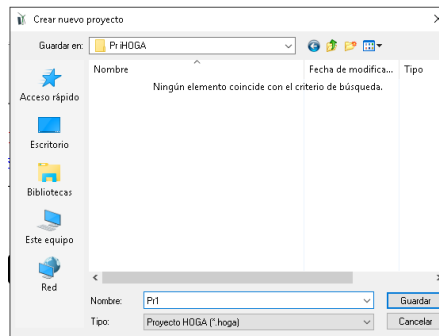 Crear nuevo proyecto
Guardar en: Pr iHOGA
Nombre Fecha de modifica... Tipo
Ningún elemento coincide con el criterio de búsqueda.
Acceso rápido
Escritorio
Bibliotecas
Este equipo
Red
Nombre: Pr1 Guardar
Tipo: Proyecto HOGA (*.hoga) Cancelar